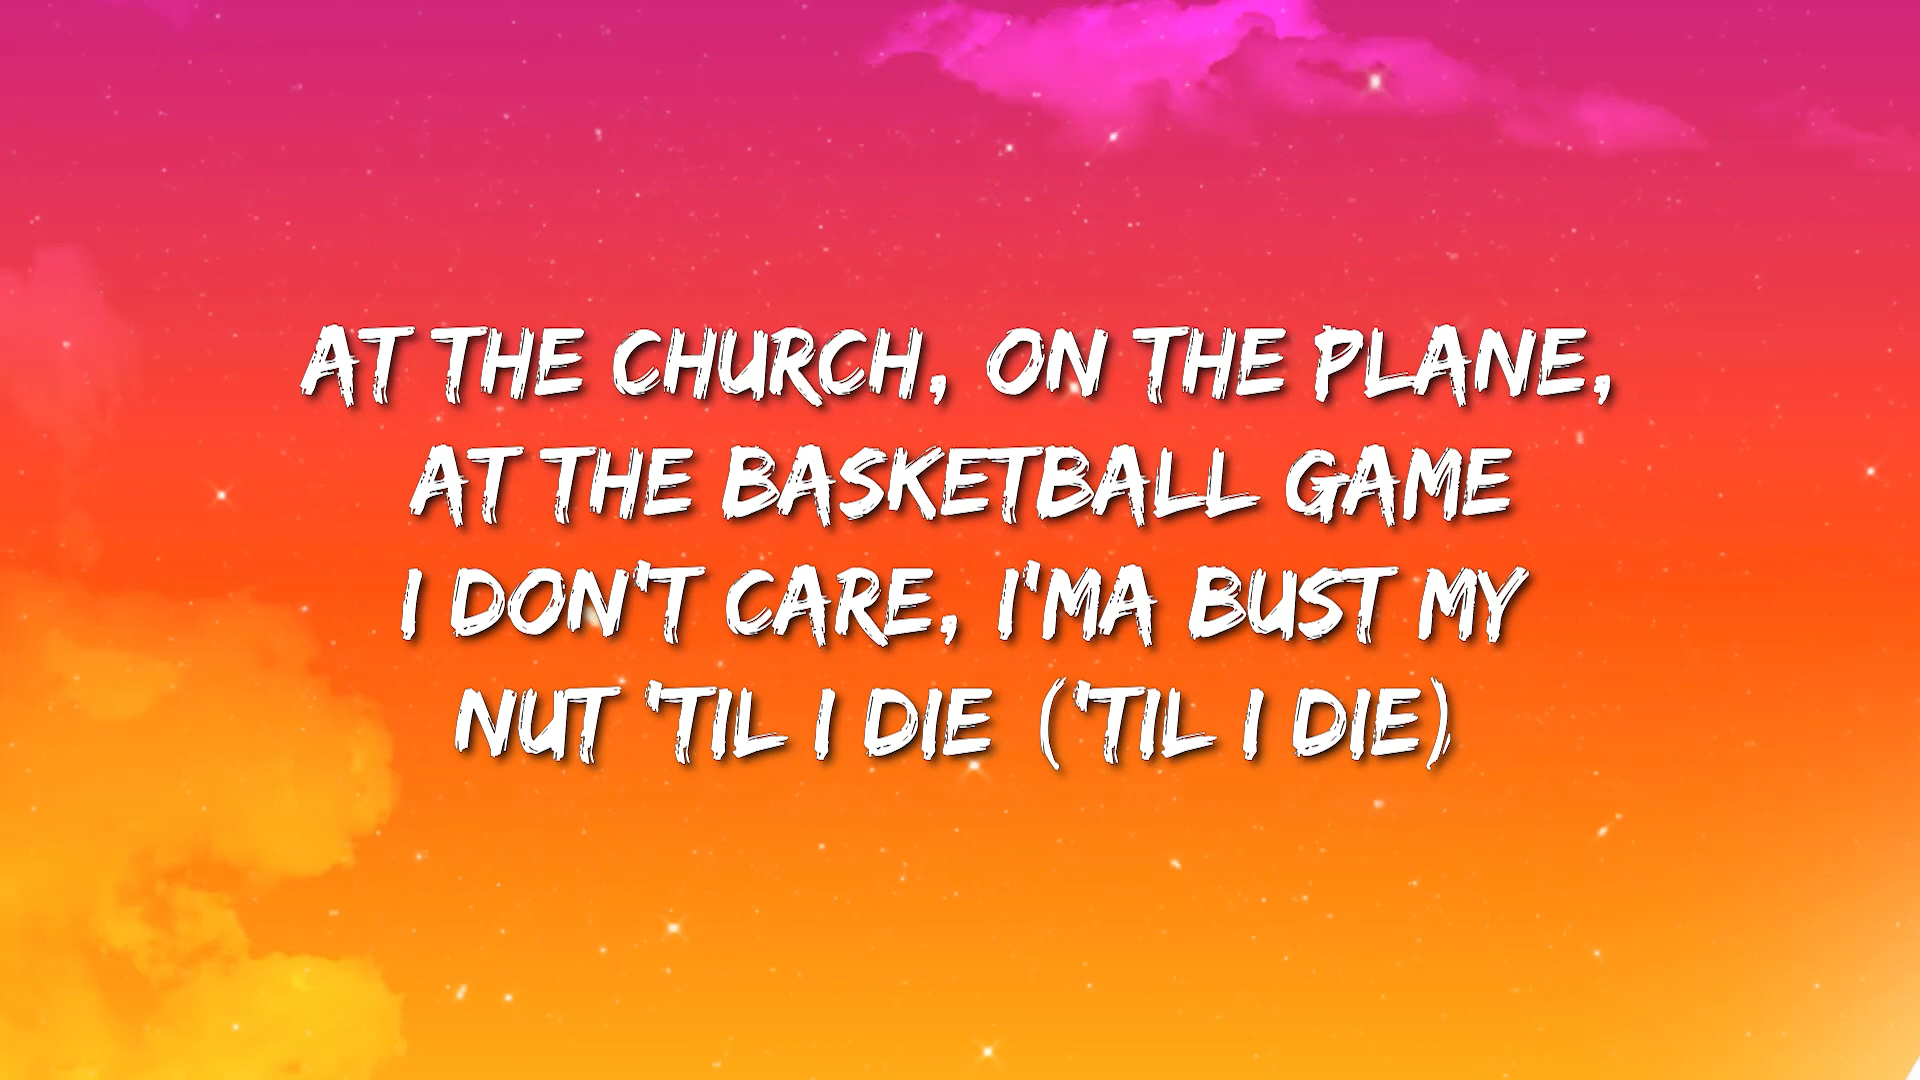 AT THE CHURCH, ON THE PLANE,
AT THE BASKETBALL GAME
I DON'T CARE, I'MA BUST MY
NUT 'TIL I DIE ('TIL I DIE)